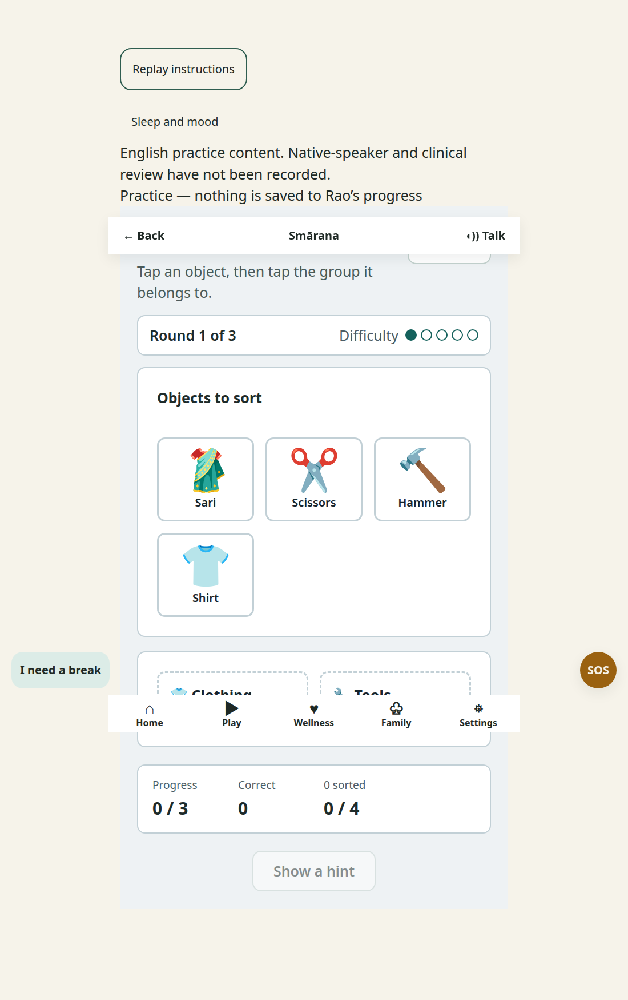 Replay instructions
Sleep and mood
English practice content. Native-speaker and clinical
review have not been recorded.
Practice — nothing is saved to Rao’s progress
← Back
Smārana
Talk
Tap an object, then tap the group it
belongs to.
Round 1 of 3
Difficulty
Objects to sort
Sari
Scissors
Hammer
Shirt
I need a break
SOS
Clothing
Tools
Home
Play
Wellness
Family
Settings
Progress
Correct
0 sorted
0 / 3
0
0 / 4
Show a hint